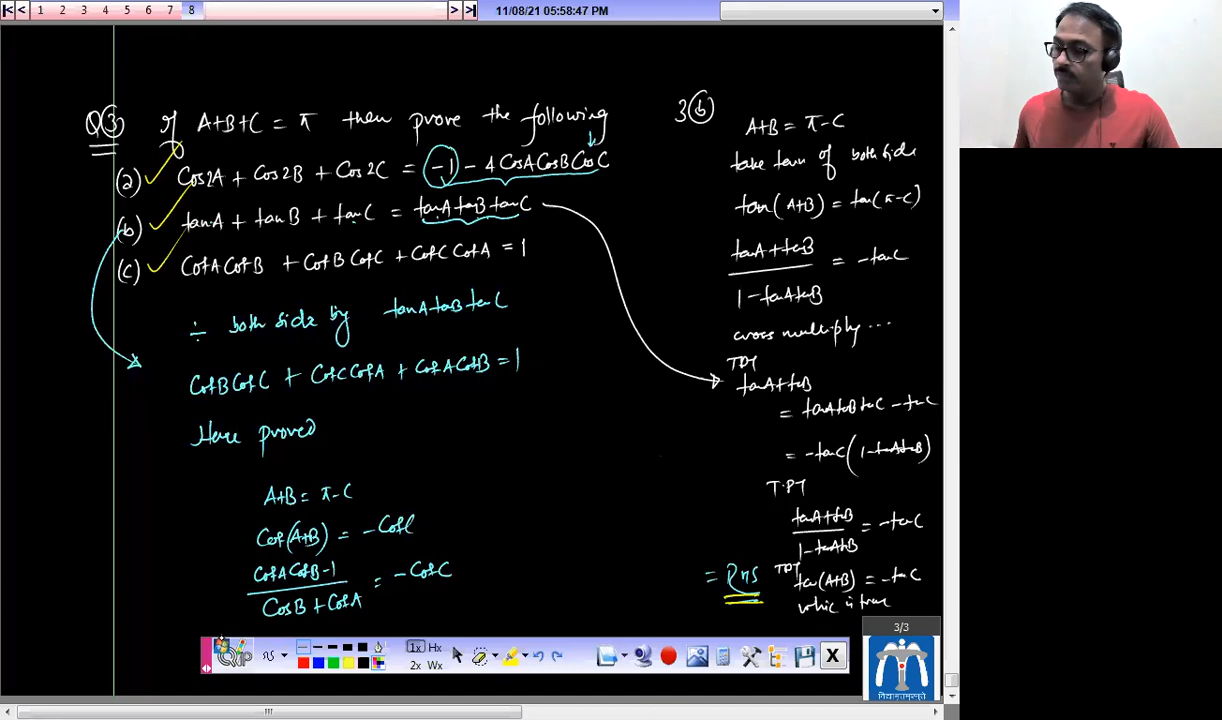 1 2 3 4 5 6 7 8
11/08/21 05:58:47 PM
Q③ If A+B+C = π then prove the following
(a) Cos2A + Cos2B + Cos2C = -1 - 4 CosA CosB CosC
(b) tanA + tanB + tanC = tanA tanB tanC
(c) CotA CotB + CotB CotC + CotC CotA = 1
÷ both side by tanA tanB tanC
CotB CotC + CotC CotA + CotA CotB = 1
Hence proved
A+B = π-C
Cot(A+B) = -CotC
CotA CotB -1 / CosB + CotA = -CotC
3 ⓑ
A+B = π-C
take tan of both side
tan(A+B) = tan(π-C)
tanA + tanB / 1-tanA tanB = -tanC
cross multiply ...
TPT
tanA + tanB
= tanA tanB tanC - tanC
= -tanC (1-tanA tanB)
T.PT
tanA + tanB / 1-tanA tanB = -tanC
TPT tan(A+B) = -tanC
which is true
= RHS
1x Hx
2x Wx
3/3